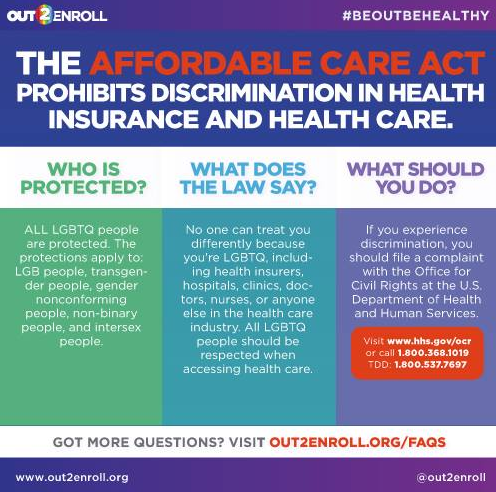 OUT2ENROLL
#BEOUTBEHEALTHY
THE AFFORDABLE CARE ACT
PROHIBITS DISCRIMINATION IN HEALTH
INSURANCE AND HEALTH CARE.
WHO IS
PROTECTED?
ALL LGBTQ people
are protected. The
protections apply to:
LGB people, transgen-
der people, gender
nonconforming
people, non-binary
people, and intersex
people.
WHAT DOES
THE LAW SAY?
No one can treat you
differently because
you're LGBTQ, includ-
ing health insurers,
hospitals, clinics, doc-
tors, nurses, or anyone
else in the health care
industry. All LGBTQ
people should be
respected when
accessing health care.
WHAT SHOULD
YOU DO?
If you experience
discrimination, you
should file a complaint
with the Office for
Civil Rights at the U.S.
Department of Health
and Human Services.
Visit www.hhs.gov/ocr
or call 1.800.368.1019
TDD: 1.800.537.7697
GOT MORE QUESTIONS? VISIT OUT2ENROLL.ORG/FAQS
www.out2enroll.org
@out2enroll